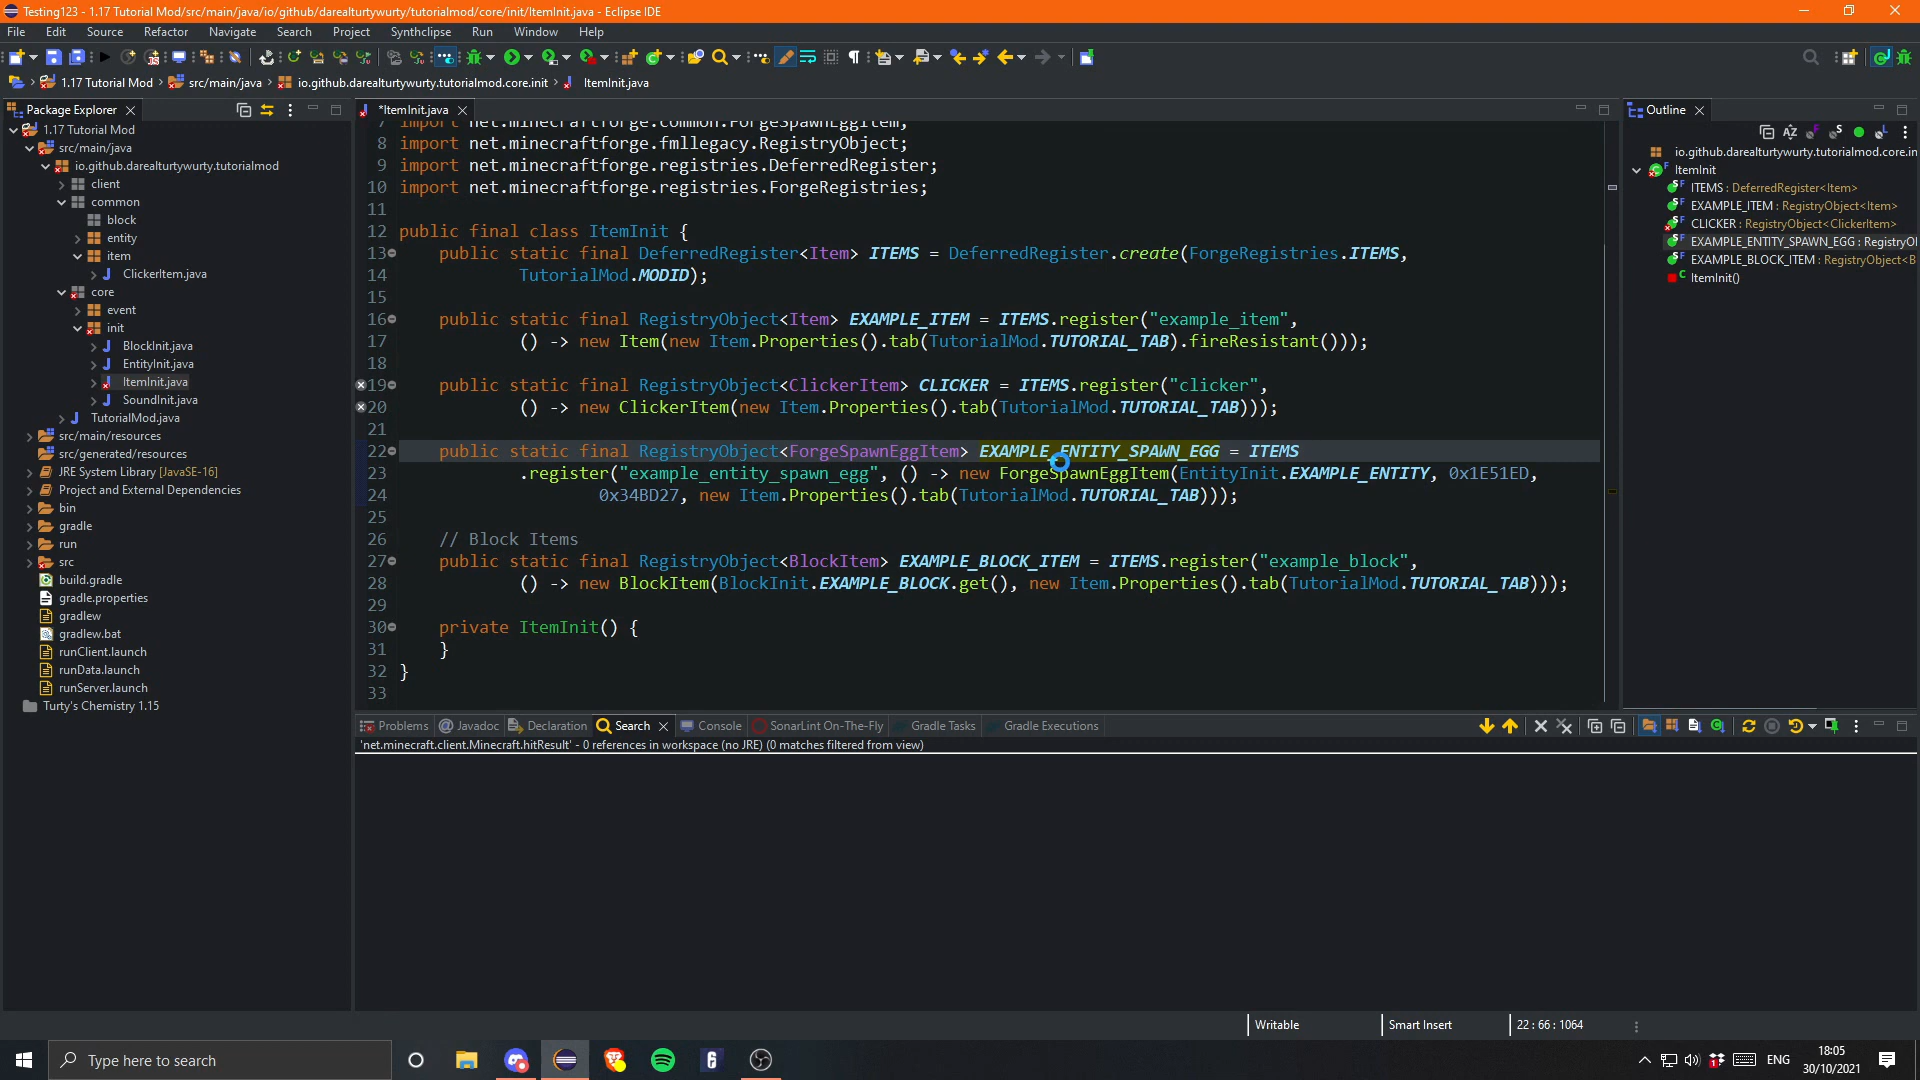 Testing123 - 1.17 Tutorial Mod/src/main/java/io/github/darealturtywurty/tutorialmod/core/init/ItemInit.java - Eclipse IDE
File Edit Source Refactor Navigate Search Project Synthclipse Run Window Help
1.17 Tutorial Mod src/main/java io.github.darealturtywurty.tutorialmod.core.init ItemInit.java
Package Explorer
1.17 Tutorial Mod
src/main/java
io.github.darealturtywurty.tutorialmod
client
common
block
entity
item
ClickerItem.java
core
event
init
BlockInit.java
EntityInit.java
ItemInit.java
SoundInit.java
TutorialMod.java
src/main/resources
src/generated/resources
JRE System Library [JavaSE-16]
Project and External Dependencies
bin
gradle
run
src
build.gradle
gradle.properties
gradlew
gradlew.bat
runClient.launch
runData.launch
runServer.launch
Turty's Chemistry 1.15
*ItemInit.java
7 import net.minecraftforge.common.ForgeSpawnEggItem;
8 import net.minecraftforge.fmllegacy.RegistryObject;
9 import net.minecraftforge.registries.DeferredRegister;
10 import net.minecraftforge.registries.ForgeRegistries;
11
12 public final class ItemInit {
13 public static final DeferredRegister<Item> ITEMS = DeferredRegister.create(ForgeRegistries.ITEMS,
14 TutorialMod.MODID);
15
16 public static final RegistryObject<Item> EXAMPLE_ITEM = ITEMS.register("example_item",
17 () -> new Item(new Item.Properties().tab(TutorialMod.TUTORIAL_TAB).fireResistant()));
18
19 public static final RegistryObject<ClickerItem> CLICKER = ITEMS.register("clicker",
20 () -> new ClickerItem(new Item.Properties().tab(TutorialMod.TUTORIAL_TAB)));
21
22 public static final RegistryObject<ForgeSpawnEggItem> EXAMPLE_ENTITY_SPAWN_EGG = ITEMS
23 .register("example_entity_spawn_egg", () -> new ForgeSpawnEggItem(EntityInit.EXAMPLE_ENTITY, 0x1E51ED,
24 0x34BD27, new Item.Properties().tab(TutorialMod.TUTORIAL_TAB)));
25
26 // Block Items
27 public static final RegistryObject<BlockItem> EXAMPLE_BLOCK_ITEM = ITEMS.register("example_block",
28 () -> new BlockItem(BlockInit.EXAMPLE_BLOCK.get(), new Item.Properties().tab(TutorialMod.TUTORIAL_TAB)));
29
30 private ItemInit() {
31 }
32 }
33
Outline
io.github.darealturtywurty.tutorialmod.core.in
ItemInit
ITEMS : DeferredRegister<Item>
EXAMPLE_ITEM : RegistryObject<Item>
CLICKER : RegistryObject<ClickerItem>
EXAMPLE_ENTITY_SPAWN_EGG : RegistryO
EXAMPLE_BLOCK_ITEM : RegistryObject<B
ItemInit()
Problems Javadoc Declaration Search Console SonarLint On-The-Fly Gradle Tasks Gradle Executions
'net.minecraft.client.Minecraft.hitResult' - 0 references in workspace (no JRE) (0 matches filtered from view)
Writable Smart Insert 22 : 66 : 1064
Type here to search
ENG
18:05
30/10/2021